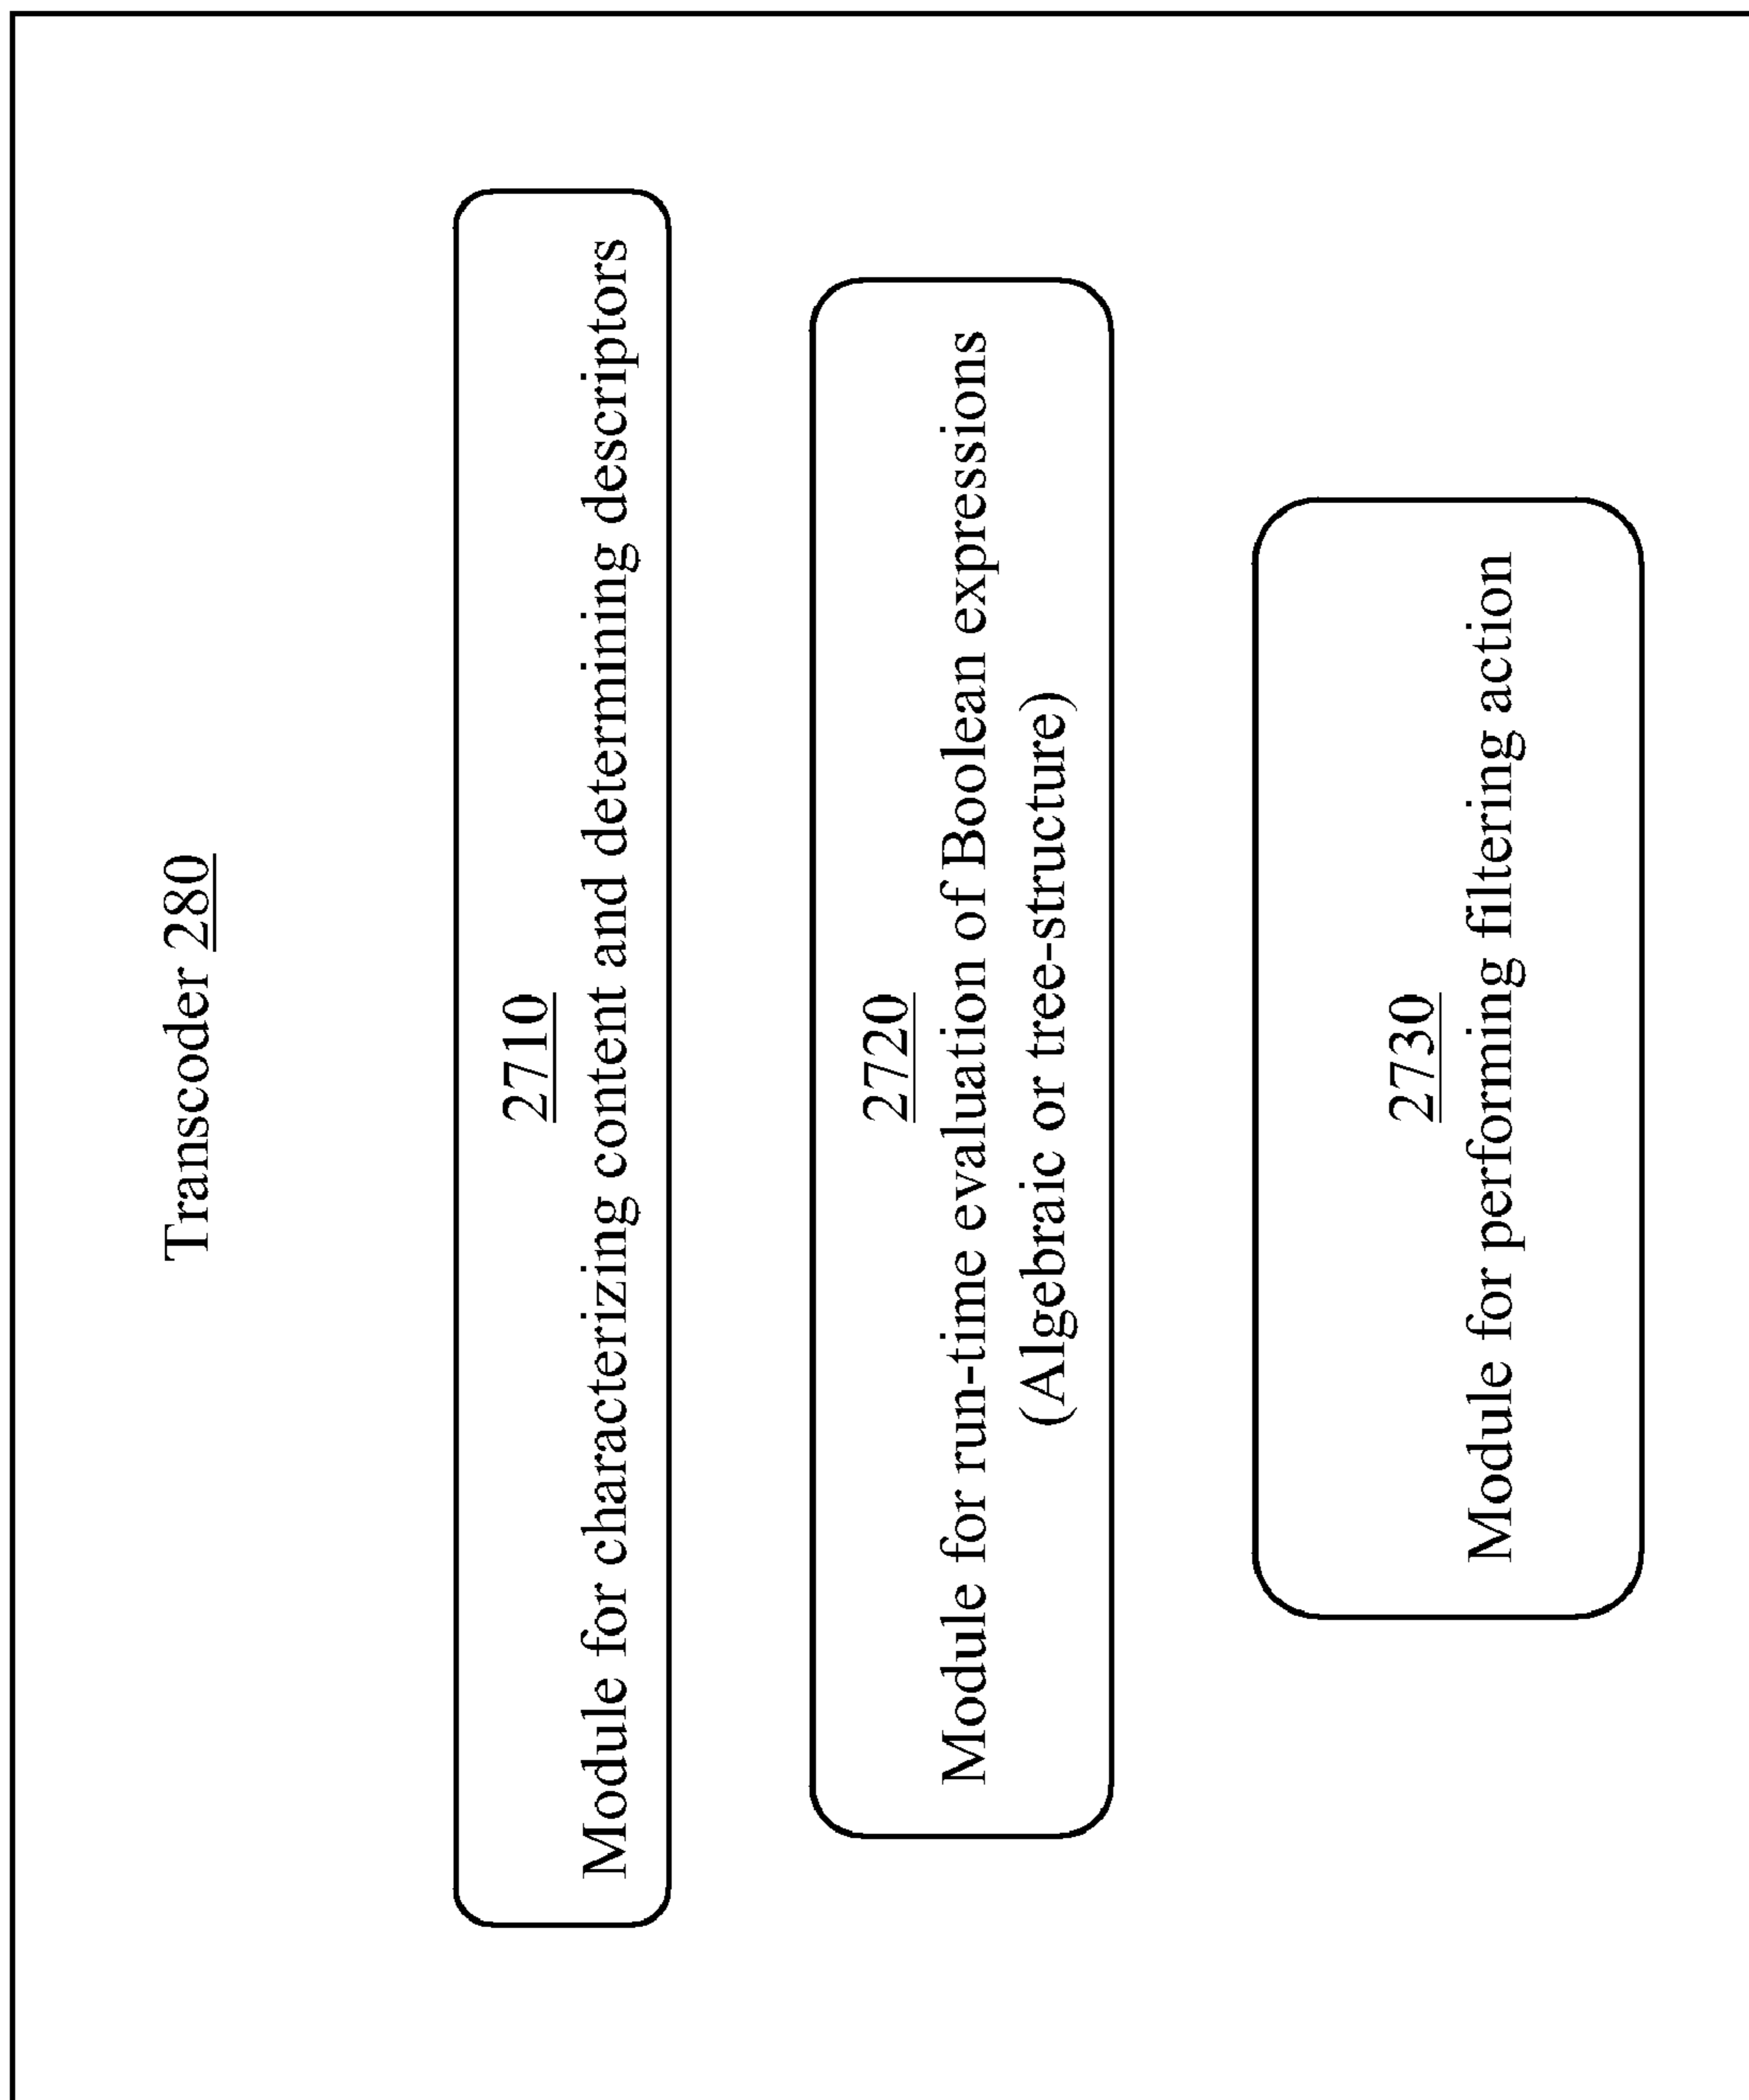 Transcoder 280
2710
Module for characterizing content and determining descriptors
2720
Module for run-time evaluation of Boolean expressions
(Algebraic or tree-structure)
2730
Module for performing filtering action